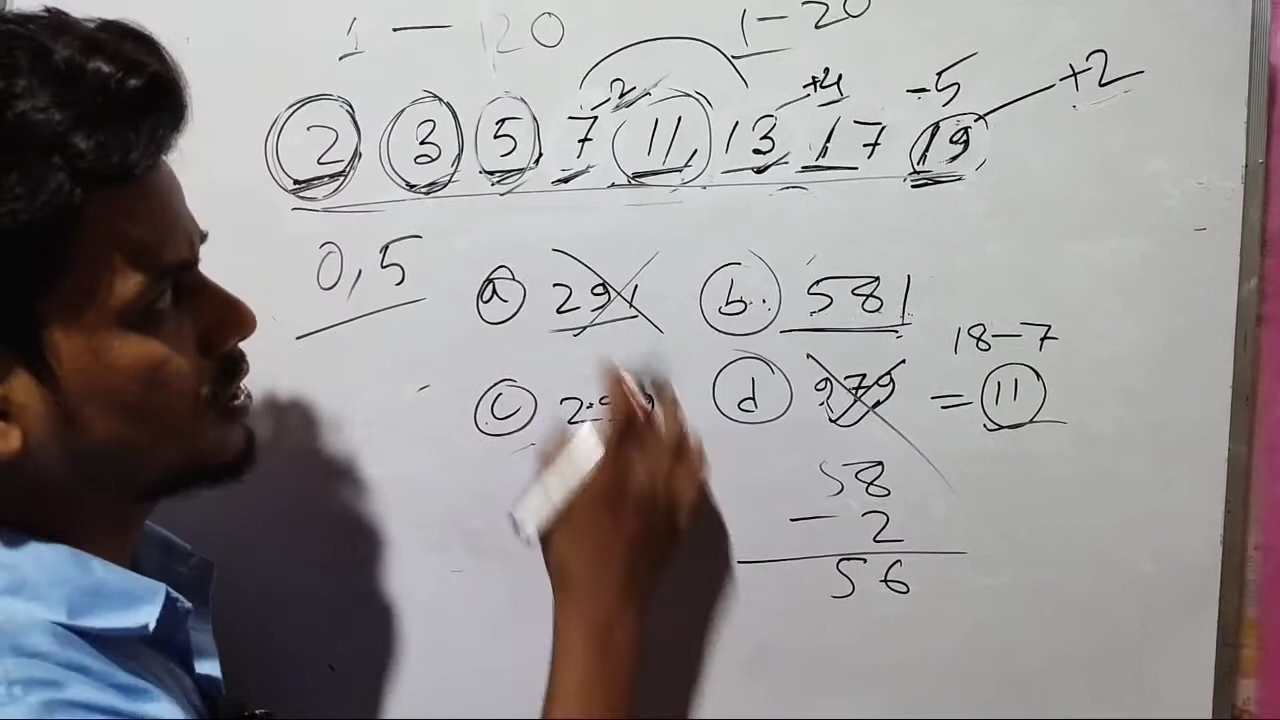 1 — 120
1 — 20
-2 +4 -5 +2
2 3 5 7 11 13 17 19
0,5
a 291 b 581
18-7
c d 979 = 11
58
- 2
56